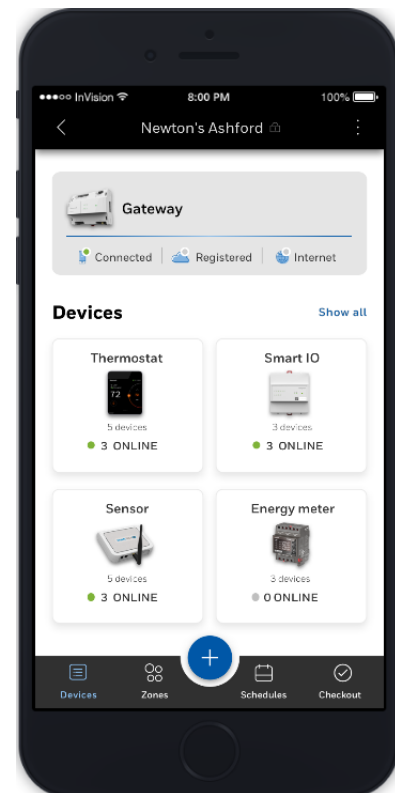 InVision 8:00 PM 100%
Newton's Ashford
Gateway
Connected Registered Internet
Devices Show all
Thermostat Smart IO
72
5 devices 3 devices
3 ONLINE 3 ONLINE
Sensor Energy meter
5 devices 3 devices
3 ONLINE 0 ONLINE
+
Devices Zones Schedules Checkout